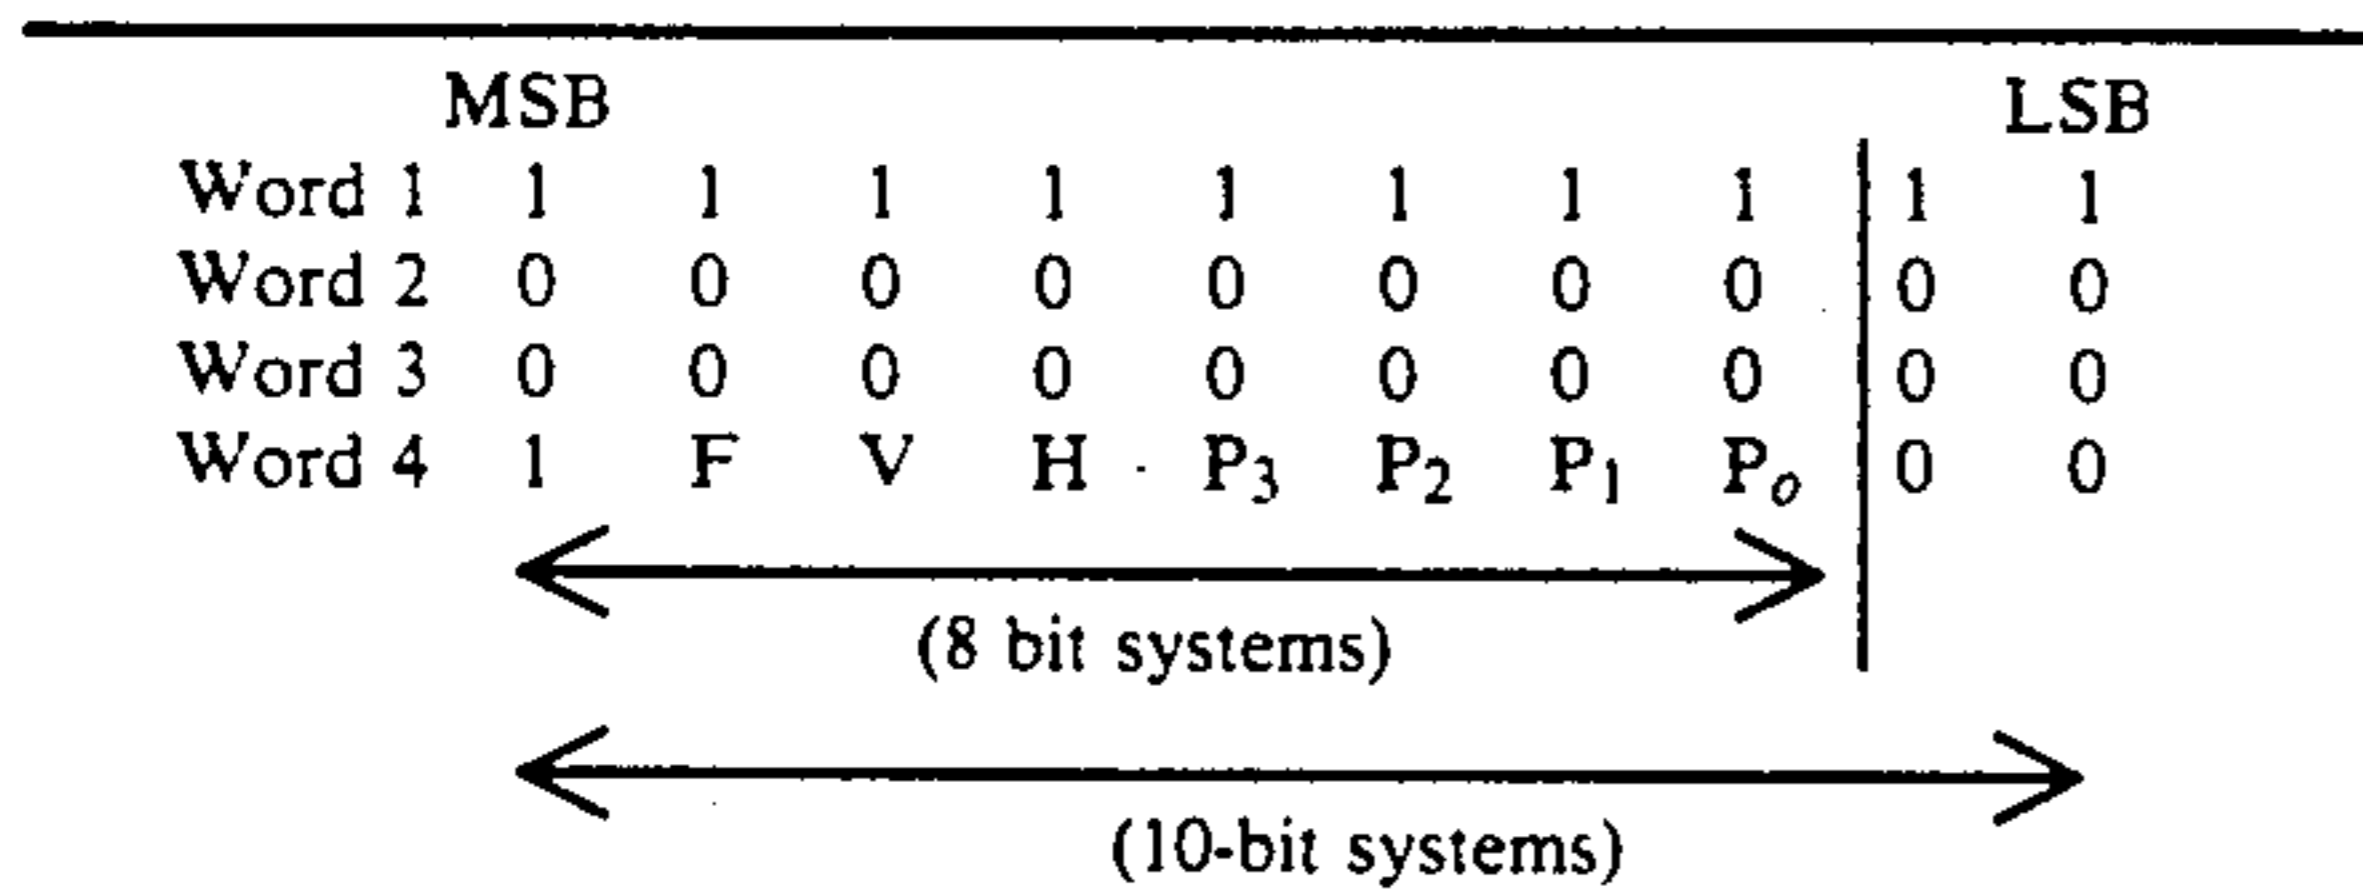 MSB LSB
Word 1 1 1 1 1 1 1 1 1 1 1
Word 2 0 0 0 0 0 0 0 0 0 0
Word 3 0 0 0 0 0 0 0 0 0 0
Word 4 1 F V H P₃ P₂ P₁ P₀ 0 0
(8 bit systems)
(10-bit systems)